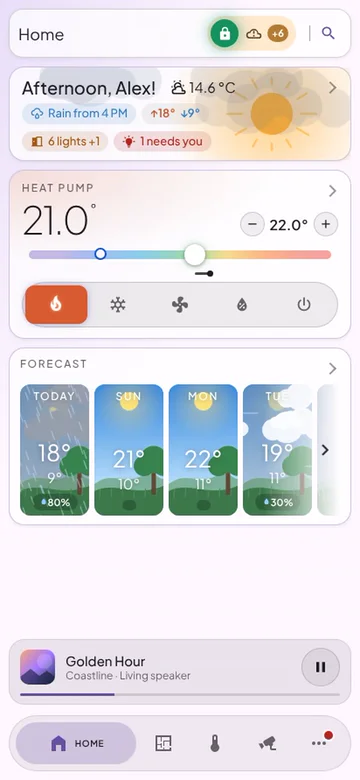 Home
+6
Afternoon, Alex! 14.6 °C
Rain from 4 PM ↑18° ↓9°
6 lights +1 1 needs you
HEAT PUMP
21.0°
− 22.0° +
FORECAST
TODAY SUN MON TUE
18° 21° 22° 19°
9° 10° 11° 11°
80% 30%
Golden Hour
Coastline · Living speaker
HOME